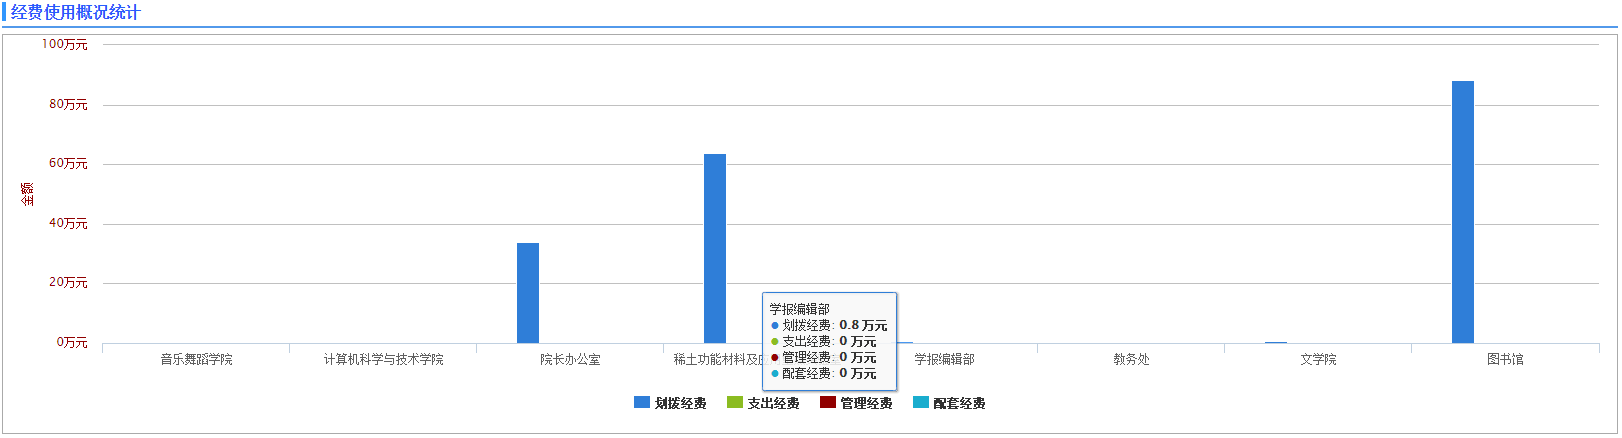 经费使用概况统计
100万元
80万元
60万元
40万元
20万元
0万元
金额
音乐舞蹈学院
计算机科学与技术学院
院长办公室
稀土功能材料及应
学报编辑部
教务处
文学院
图书馆
学报编辑部
划拨经费: 0.8 万元
支出经费: 0 万元
管理经费: 0 万元
配套经费: 0 万元
划拨经费 支出经费 管理经费 配套经费